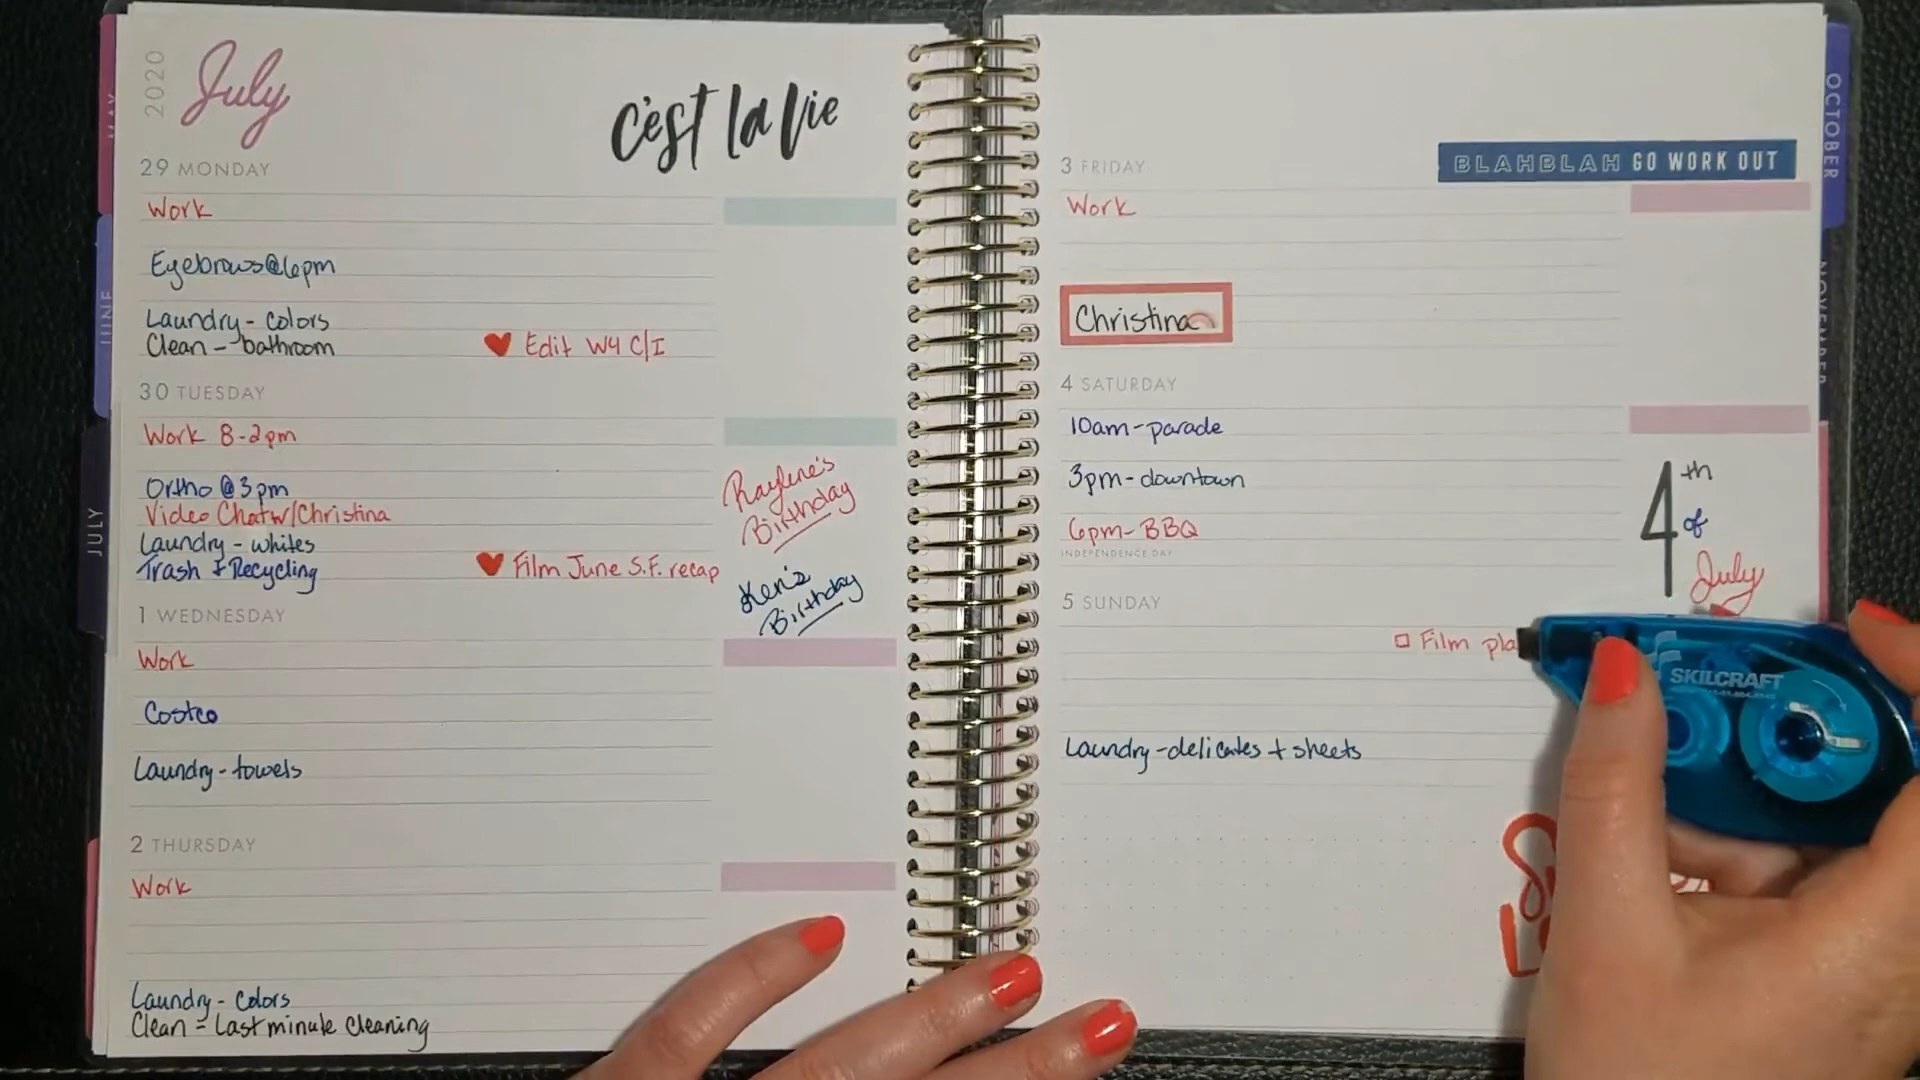 2020
July
c'est la vie
29 MONDAY
Work
Eyebrows@6pm
Laundry - colors
Clean - bathroom
Edit W4 C/I
30 TUESDAY
Work 8-2pm
Ortho @ 3pm
Video Chat w/Christina
Laundry - whites
Trash + Recycling
Film June S.F. recap
Raylene's
Birthday
Ken's
Birthday
1 WEDNESDAY
Work
Costco
Laundry - towels
2 THURSDAY
Work
Laundry - colors
Clean - Last minute cleaning
MAY
JUNE
JULY
3 FRIDAY
BLAHBLAH GO WORK OUT
Work
Christina
4 SATURDAY
10am - parade
3pm - downtown
6pm - BBQ
INDEPENDENCE DAY
4th
of
July
5 SUNDAY
Film
Laundry - delicates + sheets
OCTOBER
NOVEMBER
SKILCRAFT